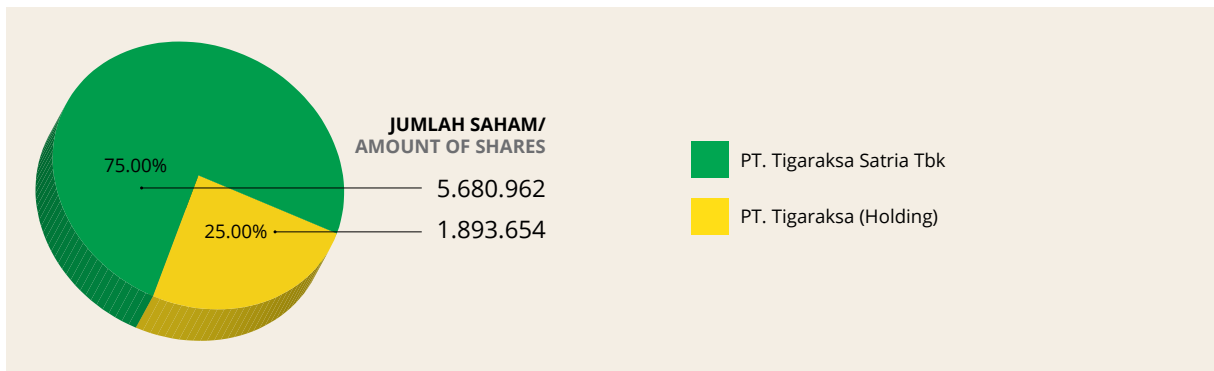 JUMLAH SAHAM/
AMOUNT OF SHARES
75.00%
5.680.962
25.00%
1.893.654
PT. Tigaraksa Satria Tbk
PT. Tigaraksa (Holding)